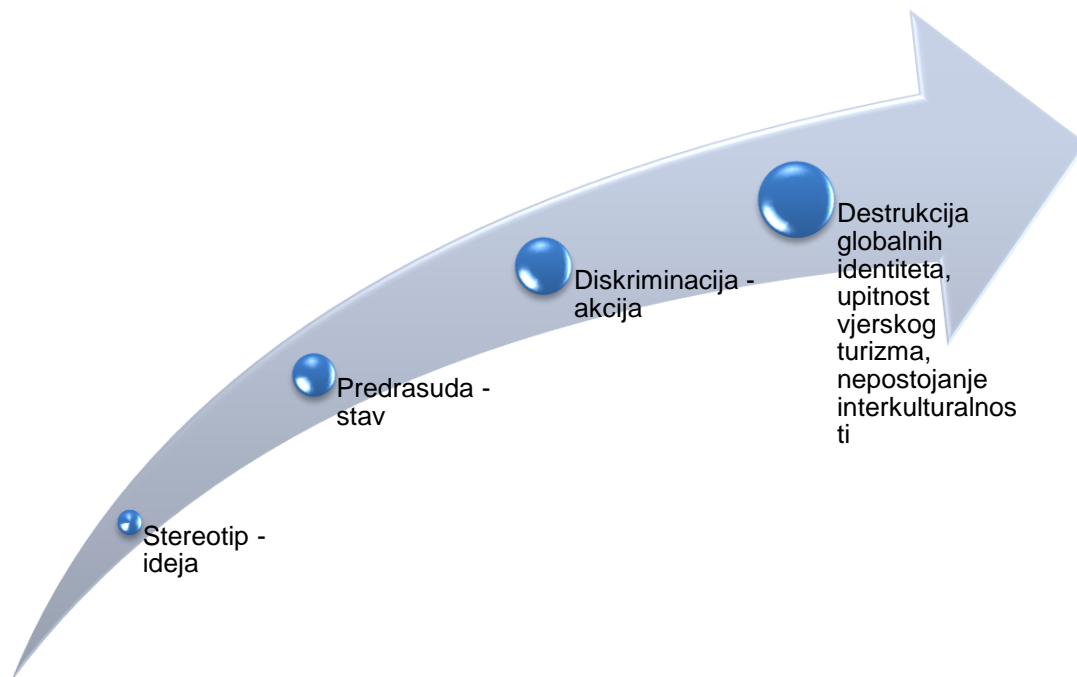 Stereotip -
ideja
Predrasuda -
stav
Diskriminacija -
akcija
Destrukcija
globalnih
identiteta,
upitnost
vjerskog
turizma,
nepostojanje
interkulturalnos
ti